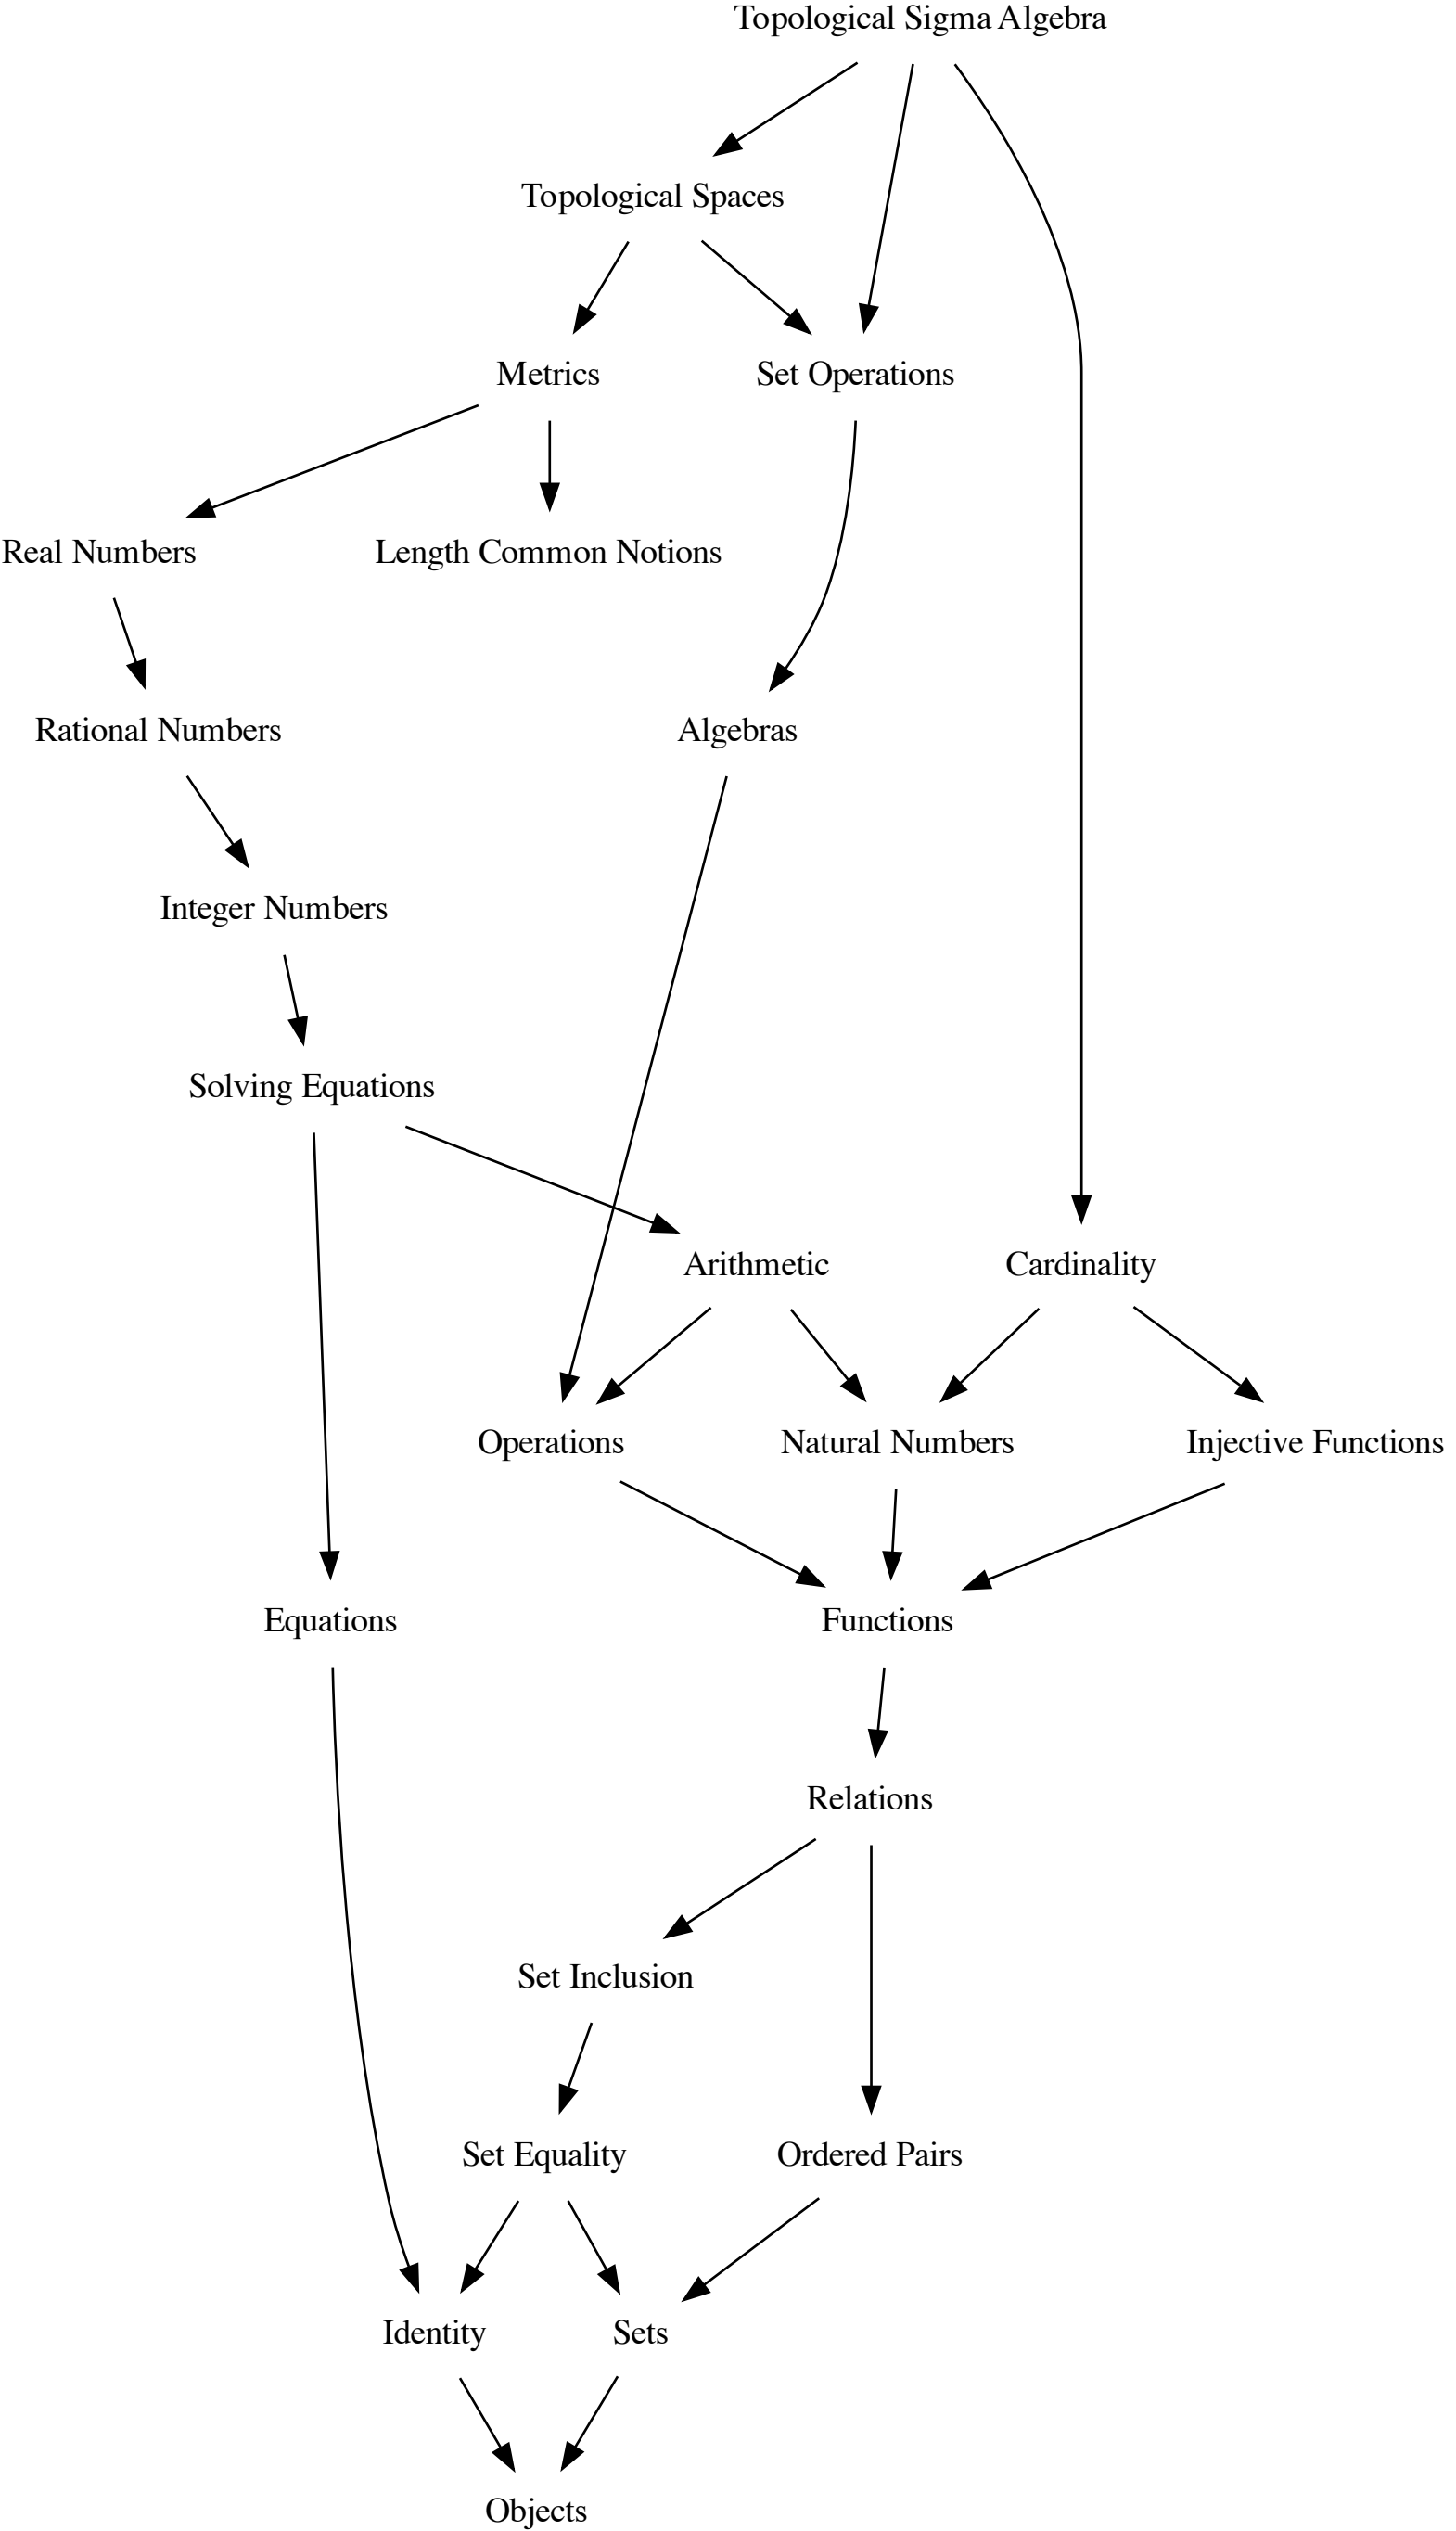 Topological Sigma Algebra
Topological Spaces
Metrics
Set Operations
Real Numbers
Length Common Notions
Rational Numbers
Algebras
Integer Numbers
Solving Equations
Arithmetic
Cardinality
Operations
Natural Numbers
Injective Functions
Equations
Functions
Relations
Set Inclusion
Set Equality
Ordered Pairs
Identity
Sets
Objects